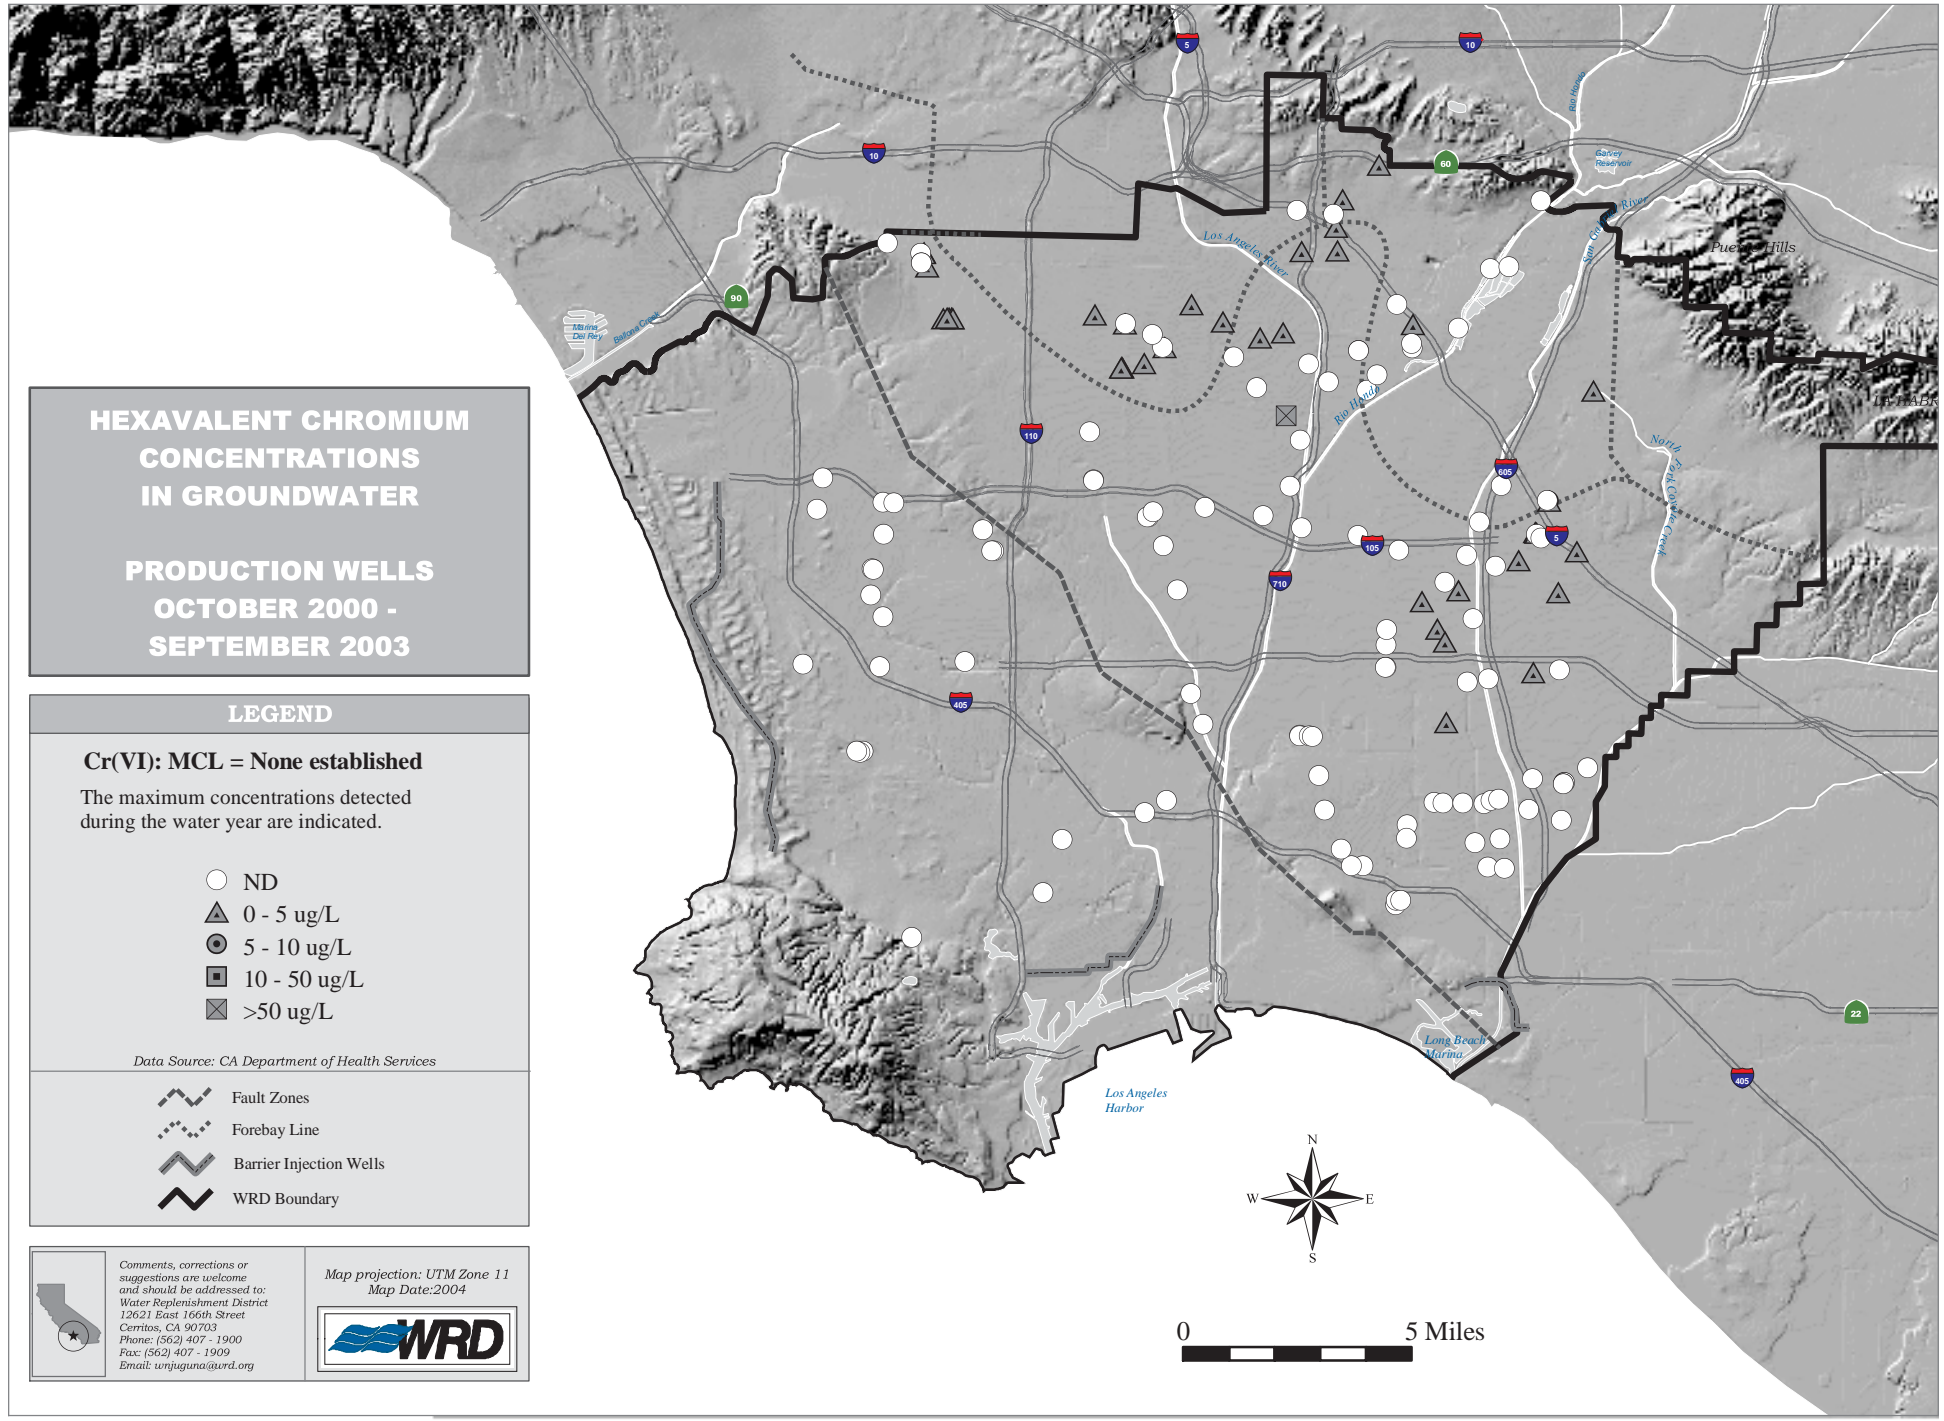 HEXAVALENT CHROMIUM
CONCENTRATIONS
IN GROUNDWATER
PRODUCTION WELLS
OCTOBER 2000 -
SEPTEMBER 2003
LEGEND
Cr(VI): MCL = None established
The maximum concentrations detected
during the water year are indicated.
ND
0 - 5 ug/L
5 - 10 ug/L
10 - 50 ug/L
>50 ug/L
Data Source: CA Department of Health Services
Fault Zones
Forebay Line
Barrier Injection Wells
WRD Boundary
Comments, corrections or
suggestions are welcome
and should be addressed to:
Water Replenishment District
12621 East 166th Street
Cerritos, CA 90703
Phone: (562) 407 - 1900
Fax: (562) 407 - 1909
Email: wnjuguna@wrd.org
Map projection: UTM Zone 11
Map Date:2004
WRD
5
10
10
60
90
110
605
5
105
710
405
22
405
Rio Hondo
Garvey
Reservoir
San Gabriel River
Puente Hills
LA HABR
Los Angeles River
Marina
Del Rey
Ballona Creek
Rio Hondo
North Fork Coyote Creek
Long Beach
Marina
Los Angeles
Harbor
N
W
E
S
0
5 Miles